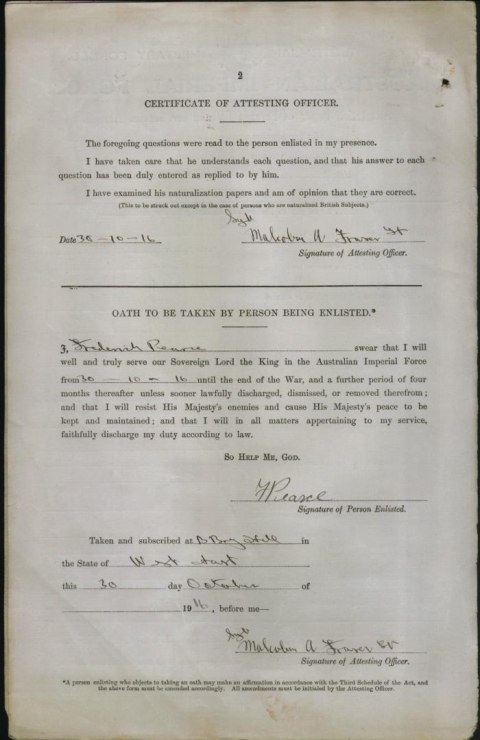 2
CERTIFICATE OF ATTESTING OFFICER.
The foregoing questions were read to the person enlisted in my presence.
I have taken care that he understands each question, and that his answer to each
question has been duly entered as replied to by him.
I have examined his naturalization papers and am of opinion that they are correct.
(This to be struck out except in the case of persons who are naturalized British Subjects.)
Date 30-10-16 Malcolm A Fraser Lt
Signature of Attesting Officer.
OATH TO BE TAKEN BY PERSON BEING ENLISTED.*
I, Frederick Pearce swear that I will
well and truly serve our Sovereign Lord the King in the Australian Imperial Force
from 30-10-16 until the end of the War, and a further period of four
months thereafter unless sooner lawfully discharged, dismissed, or removed therefrom;
and that I will resist His Majesty's enemies and cause His Majesty's peace to be
kept and maintained; and that I will in all matters appertaining to my service,
faithfully discharge my duty according to law.
SO HELP ME, GOD.
F Pearce
Signature of Person Enlisted.
Taken and subscribed at B Boy Hill in
the State of West Aust
this 30 day October of
1916, before me—
Malcolm A Fraser Lt
Signature of Attesting Officer.
*A person enlisting who objects to taking an oath may make an affirmation in accordance with the Third Schedule of the Act, and
the above form must be amended accordingly. All amendments must be initialed by the Attesting Officer.